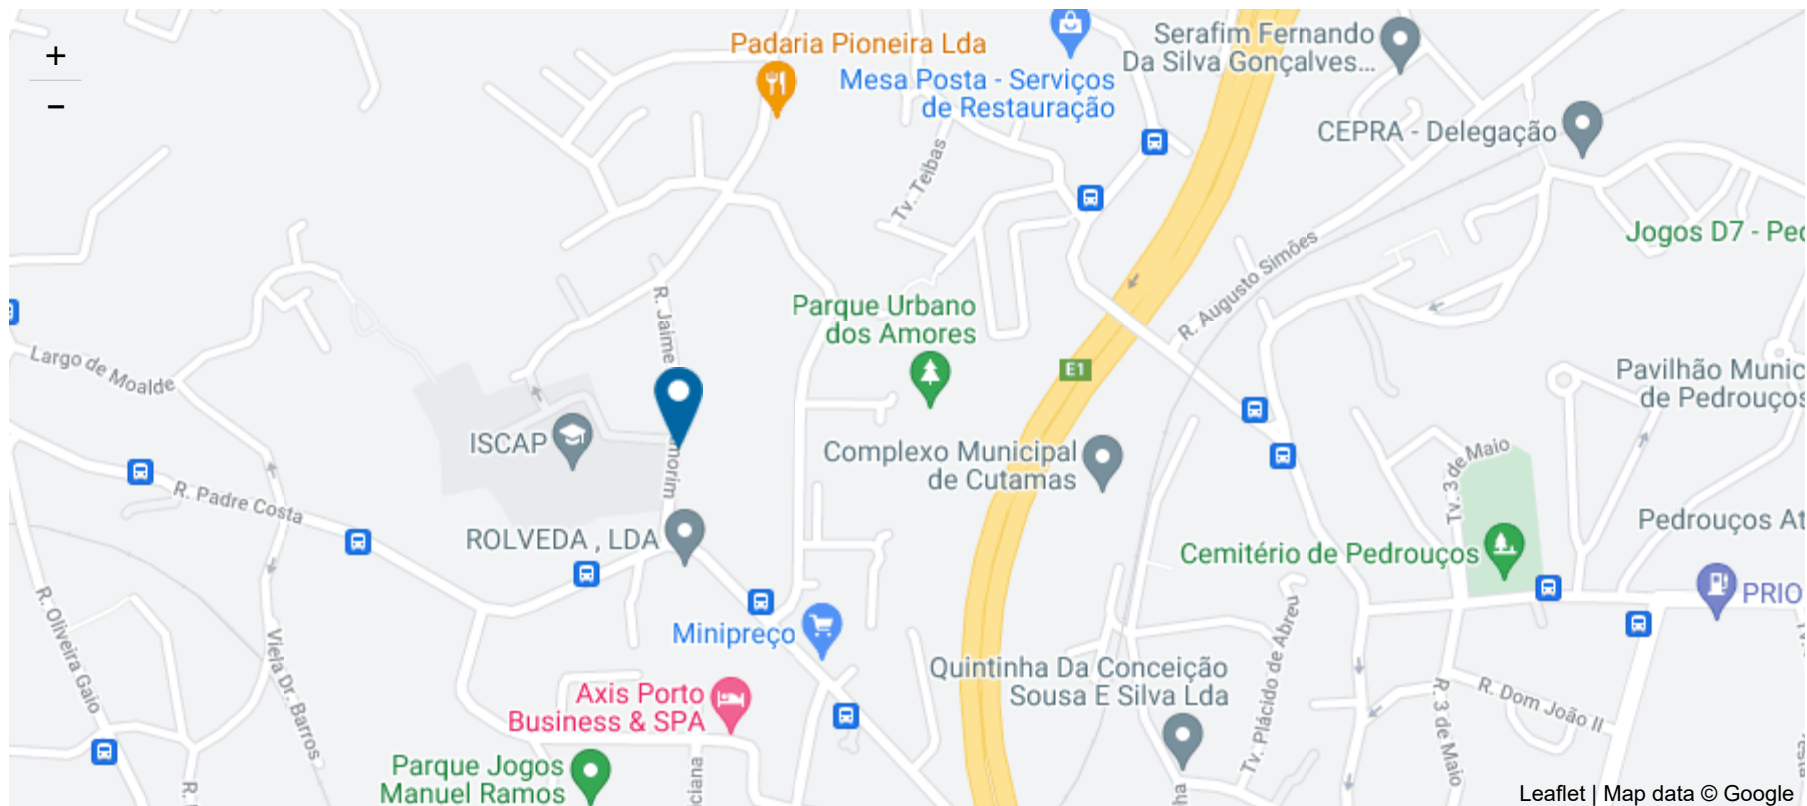 +
−
Padaria Pioneira Lda
Mesa Posta - Serviços
de Restauração
Serafim Fernando
Da Silva Gonçalves...
CEPRA - Delegação
Tv. Teibas
Jogos D7 - Ped
R. Augusto Simões
R. Jaime
Amorim
Parque Urbano
dos Amores
E1
Largo de Moalde
Pavilhão Munic
de Pedrouços
ISCAP
Complexo Municipal
de Cutamas
Tv. 3 de Maio
R. Padre Costa
ROLVEDA , LDA
Pedrouços At
Cemitério de Pedrouços
PRIO
R. Oliveira Gaio
Viela Dr. Barros
Minipreço
Tv. Plácido de Abreu
Quintinha Da Conceição
Sousa E Silva Lda
Axis Porto
Business & SPA
R. 3 de Maio
R. Dom João II
Parque Jogos
Manuel Ramos
R.
ciana
ha
Leaflet | Map data © Google